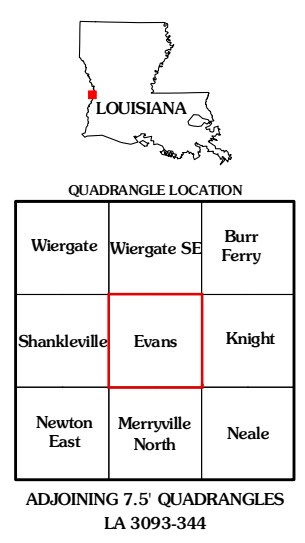 LOUISIANA
QUADRANGLE LOCATION
Wiergate
Wiergate SE
Burr
Ferry
Shankleville
Evans
Knight
Newton
East
Merryville
North
Neale
ADJOINING 7.5' QUADRANGLES
LA 3093-344